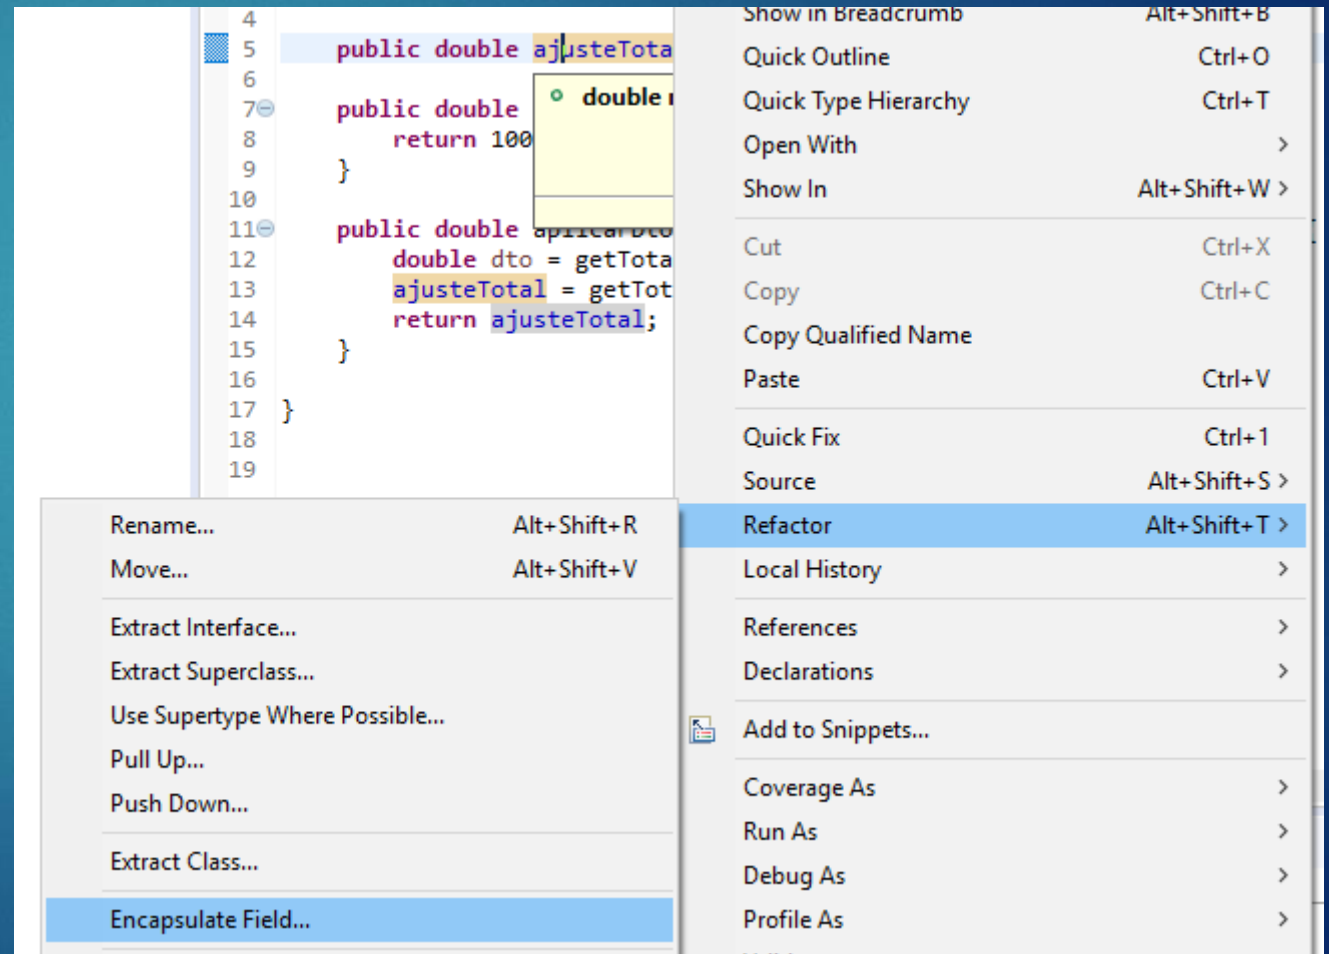 4
5 public double ajusteTota
6
7 public double
8 return 100
9 }
10
11 public double aplicarDto
12 double dto = getTota
13 ajusteTotal = getTot
14 return ajusteTotal;
15 }
16
17 }
18
19
double
Show in Breadcrumb Alt+Shift+B
Quick Outline Ctrl+O
Quick Type Hierarchy Ctrl+T
Open With >
Show In Alt+Shift+W >
Cut Ctrl+X
Copy Ctrl+C
Copy Qualified Name
Paste Ctrl+V
Quick Fix Ctrl+1
Source Alt+Shift+S >
Refactor Alt+Shift+T >
Local History >
References >
Declarations >
Add to Snippets...
Coverage As >
Run As >
Debug As >
Profile As >
Rename... Alt+Shift+R
Move... Alt+Shift+V
Extract Interface...
Extract Superclass...
Use Supertype Where Possible...
Pull Up...
Push Down...
Extract Class...
Encapsulate Field...